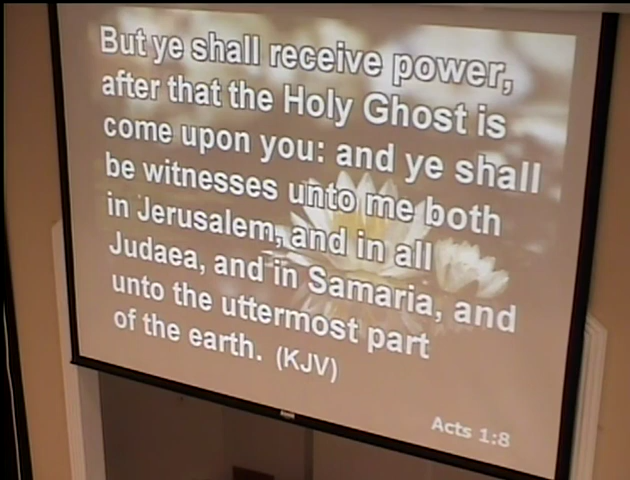 But ye shall receive power,
after that the Holy Ghost is
come upon you: and ye shall
be witnesses unto me both
in Jerusalem, and in all
Judaea, and in Samaria, and
unto the uttermost part
of the earth. (KJV)
Acts 1:8